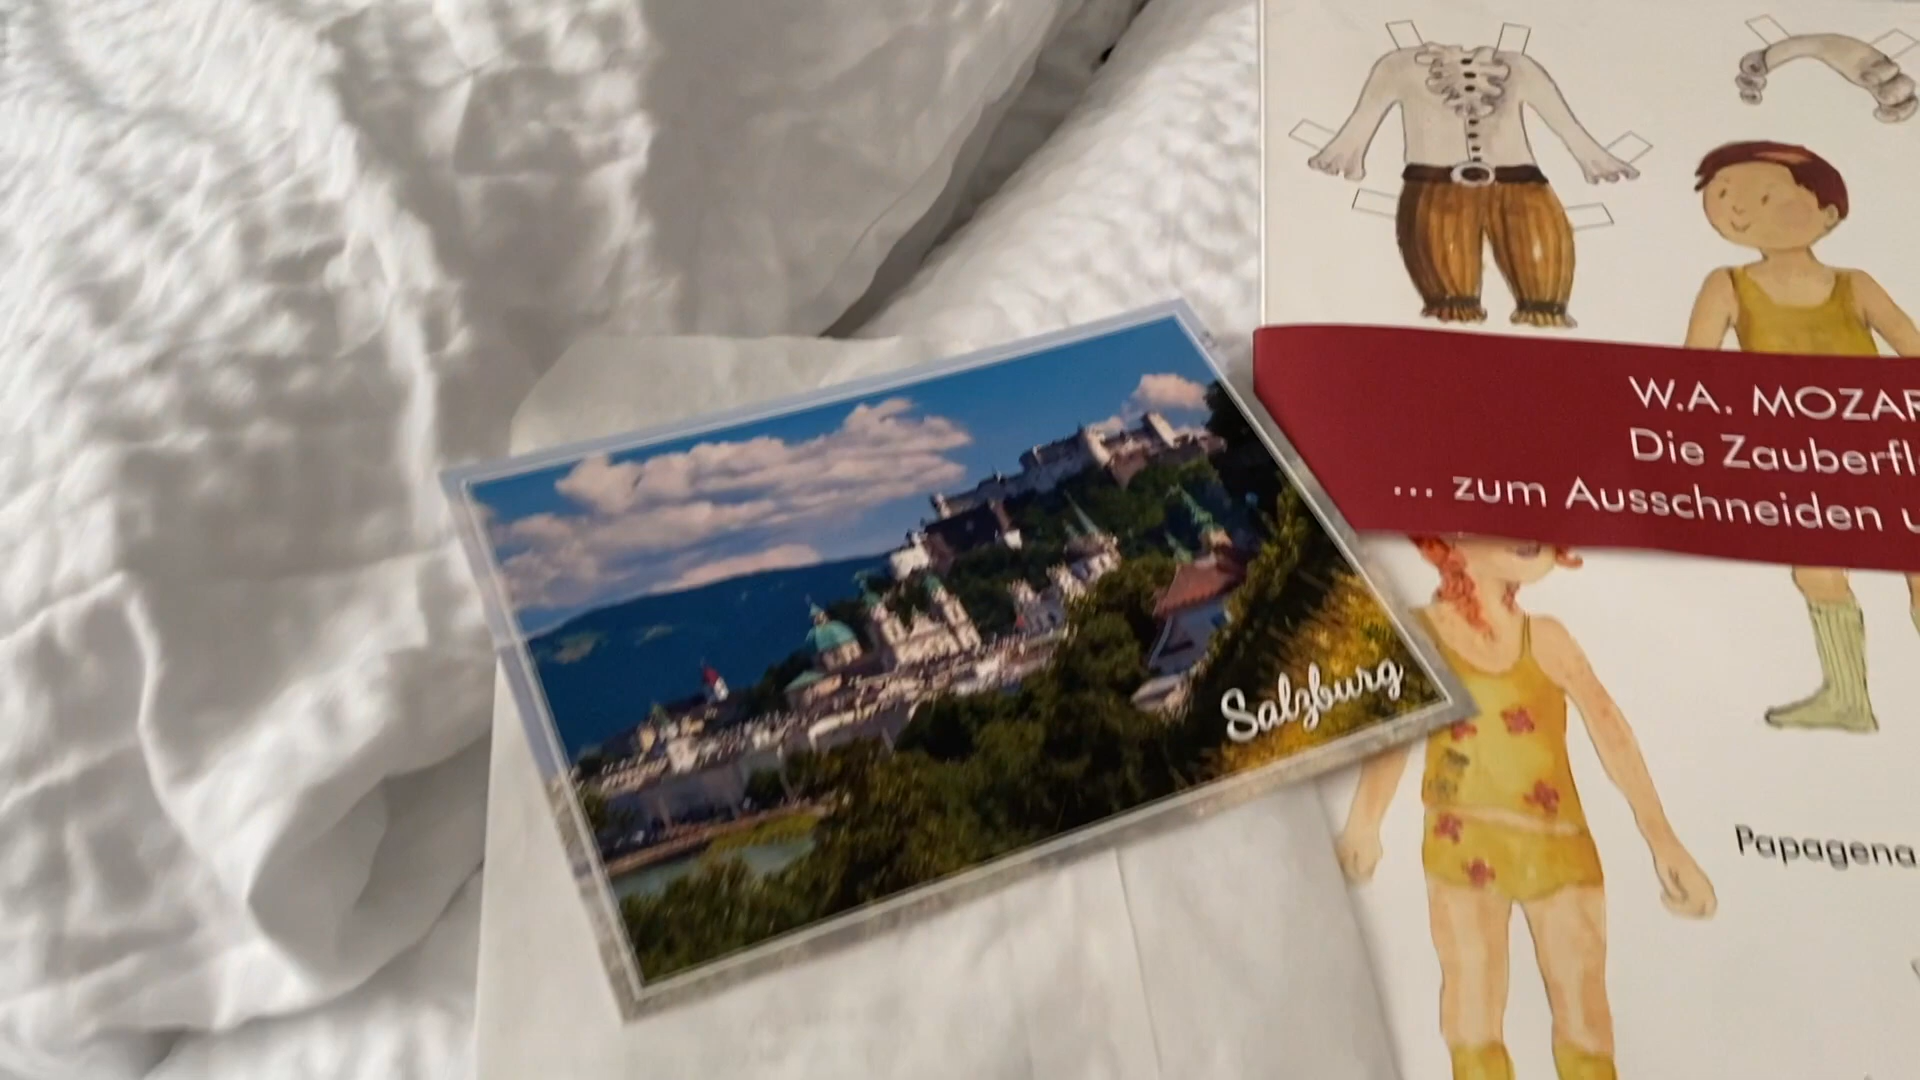 Salzburg
W.A. MOZAR
Die Zauberfl
... zum Ausschneiden u
Papagena